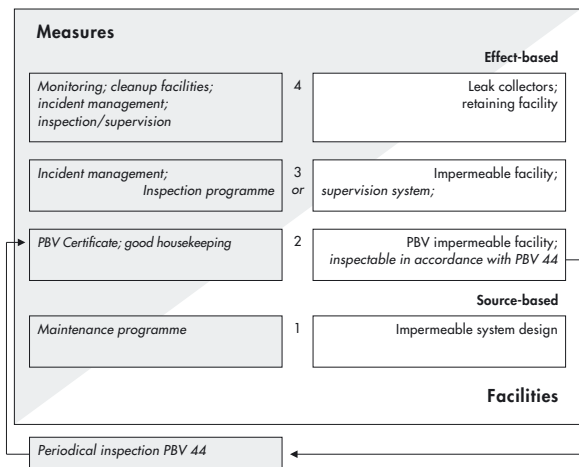 Measures
Effect-based
Monitoring; cleanup facilities;
incident management;
inspection/supervision
4
Leak collectors;
retaining facility
Incident management;
Inspection programme
3
or
Impermeable facility;
supervision system;
PBV Certificate; good housekeeping
2
PBV impermeable facility;
inspectable in accordance with PBV 44
Source-based
Maintenance programme
1
Impermeable system design
Facilities
Periodical inspection PBV 44